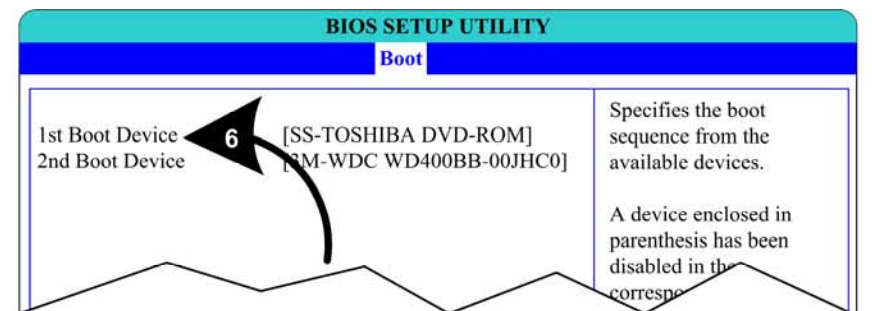 BIOS SETUP UTILITY
Boot
1st Boot Device 6 [SS-TOSHIBA DVD-ROM]
2nd Boot Device [3M-WDC WD400BB-00JHC0]
Specifies the boot
sequence from the
available devices.
A device enclosed in
parenthesis has been
disabled in the